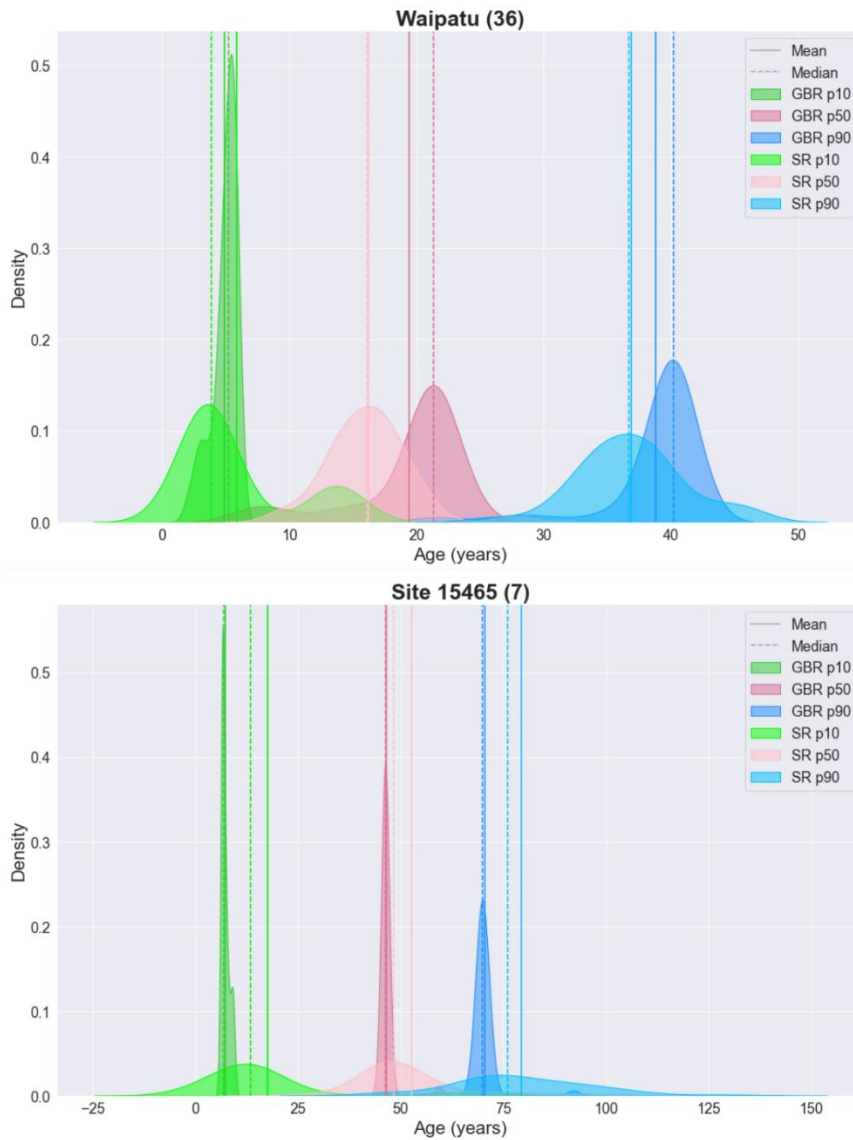 Waipatu (36)
Mean
Median
GBR p10
GBR p50
GBR p90
SR p10
SR p50
SR p90
0.5
0.4
0.3
0.2
0.1
0.0
Density
0 10 20 30 40 50
Age (years)
Site 15465 (7)
Mean
Median
GBR p10
GBR p50
GBR p90
SR p10
SR p50
SR p90
0.5
0.4
0.3
0.2
0.1
0.0
Density
−25 0 25 50 75 100 125 150
Age (years)